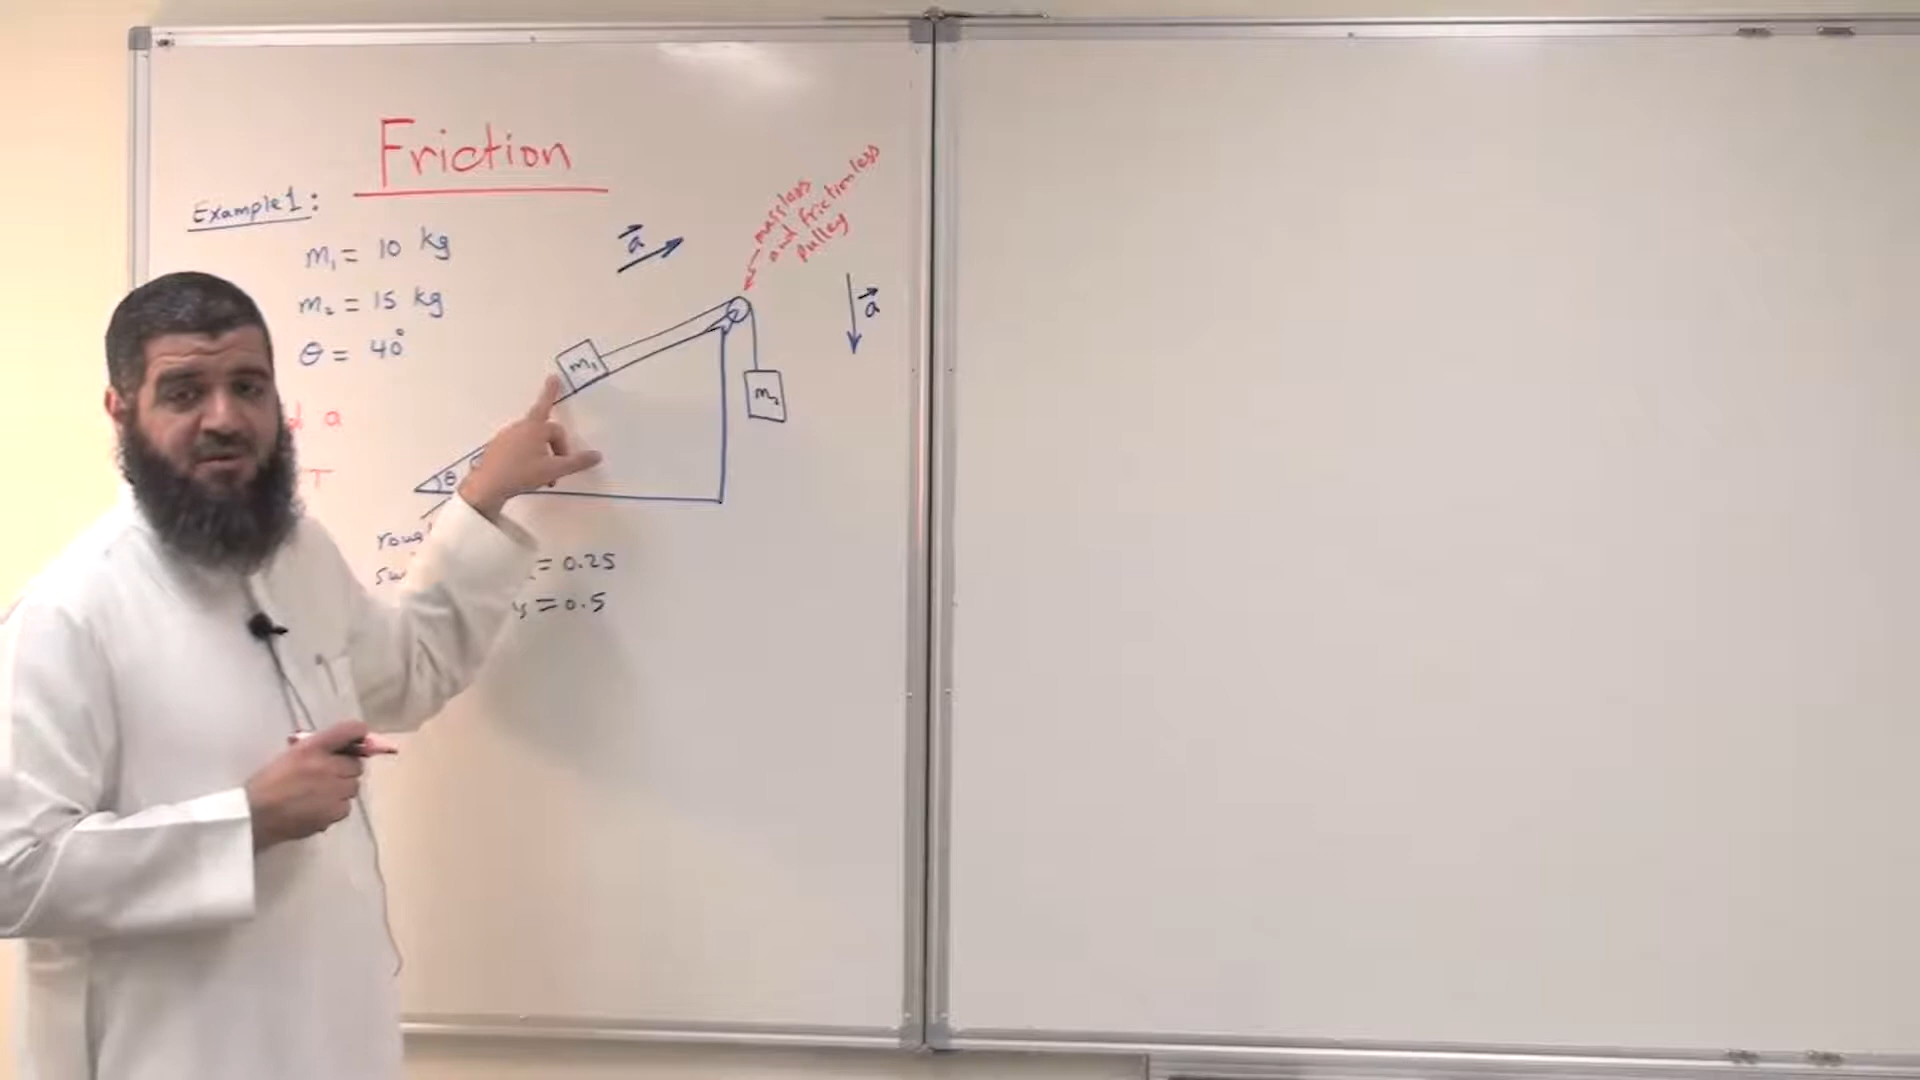 Friction
Example 1:
m₁ = 10 kg
m₂ = 15 kg
θ = 40°
a
T
a
massless
and frictionless
pulley
a
m₁
m₂
θ
= 0.25
= 0.5